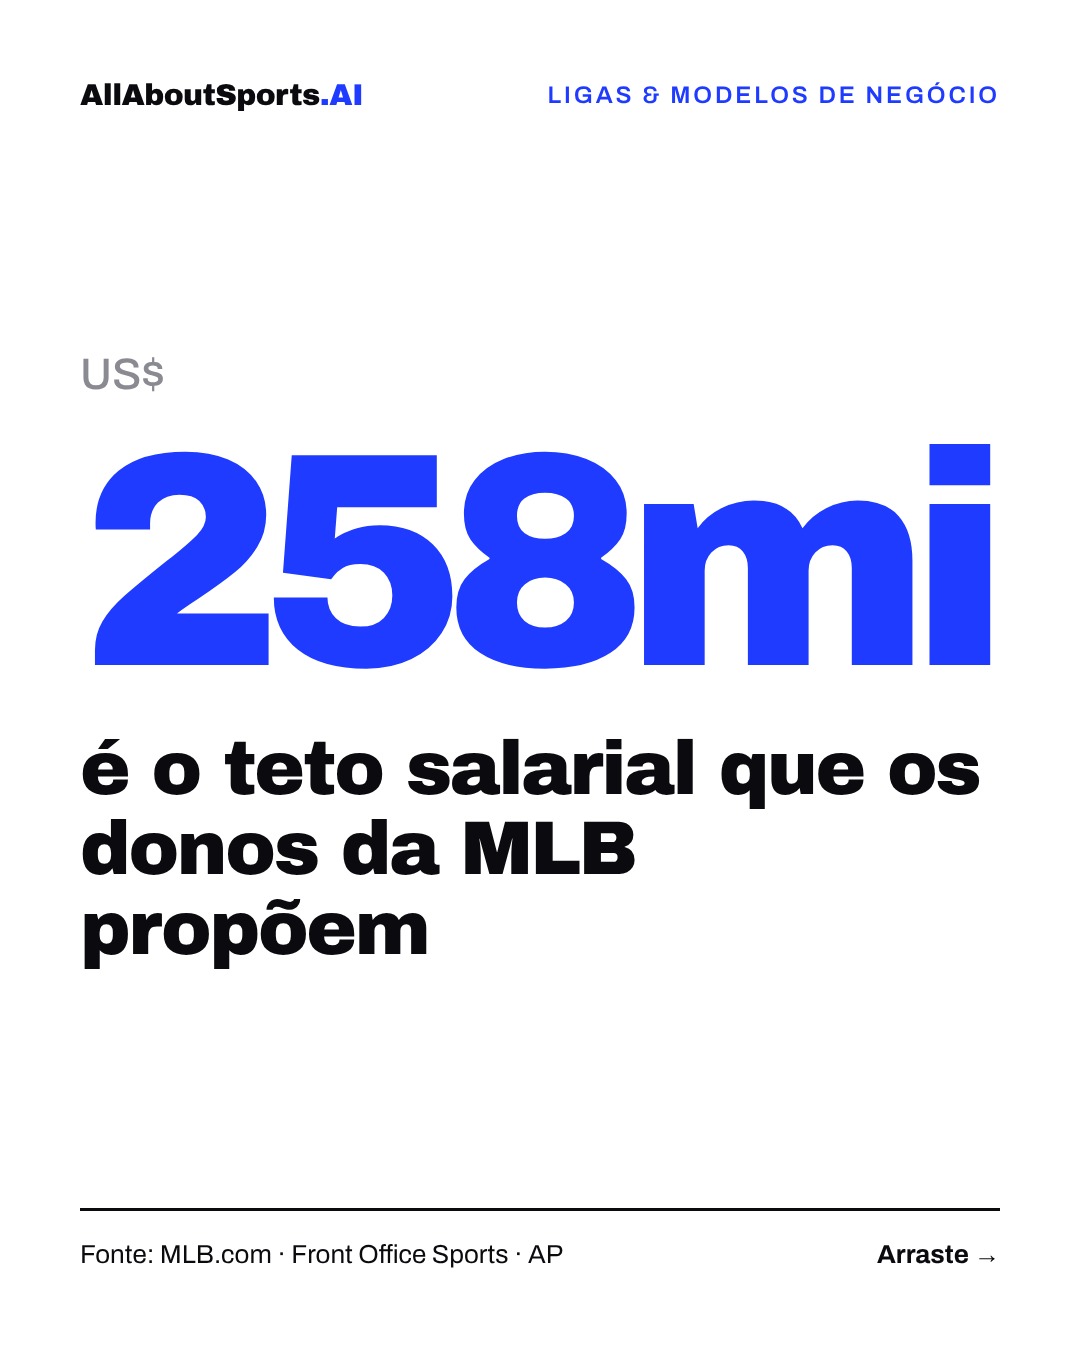 AllAboutSports.AI
LIGAS & MODELOS DE NEGÓCIO
US$
258mi
é o teto salarial que os
donos da MLB
propõem
Fonte: MLB.com · Front Office Sports · AP
Arraste →